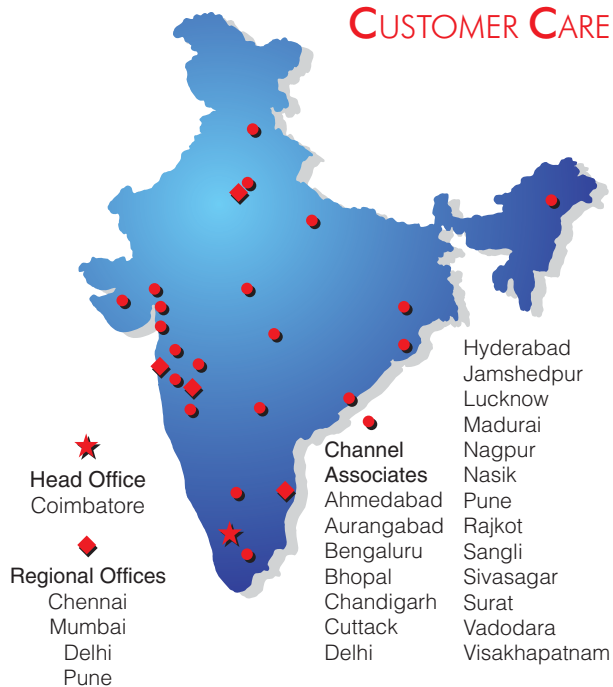 CUSTOMER CARE
Head Office
Coimbatore
Regional Offices
Chennai
Mumbai
Delhi
Pune
Channel
Associates
Ahmedabad
Aurangabad
Bengaluru
Bhopal
Chandigarh
Cuttack
Delhi
Hyderabad
Jamshedpur
Lucknow
Madurai
Nagpur
Nasik
Pune
Rajkot
Sangli
Sivasagar
Surat
Vadodara
Visakhapatnam